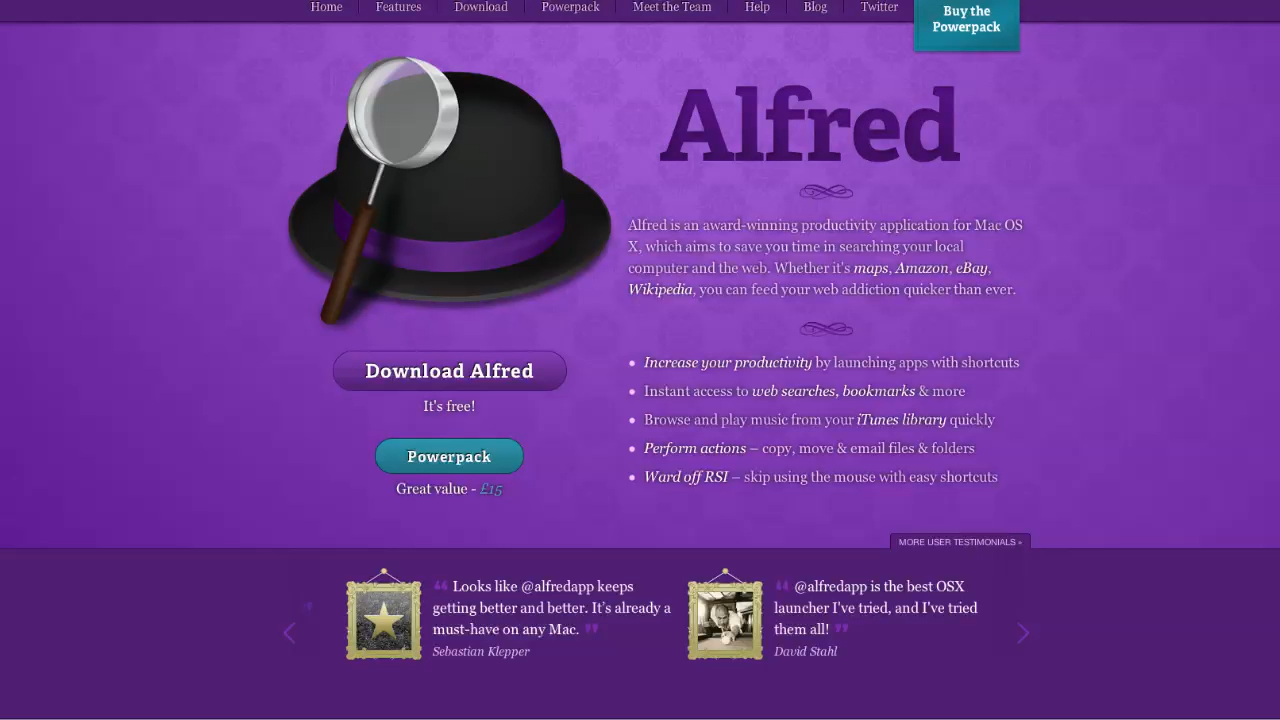 Home Features Download Powerpack Meet the Team Help Blog Twitter
Buy the
Powerpack
Alfred
Alfred is an award-winning productivity application for Mac OS
X, which aims to save you time in searching your local
computer and the web. Whether it's maps, Amazon, eBay,
Wikipedia, you can feed your web addiction quicker than ever.
Download Alfred
It's free!
Powerpack
Great value - £15
• Increase your productivity by launching apps with shortcuts
• Instant access to web searches, bookmarks & more
• Browse and play music from your iTunes library quickly
• Perform actions – copy, move & email files & folders
• Ward off RSI – skip using the mouse with easy shortcuts
MORE USER TESTIMONIALS »
“ Looks like @alfredapp keeps
getting better and better. It’s already a
must-have on any Mac. ”
Sebastian Klepper
“ @alfredapp is the best OSX
launcher I've tried, and I've tried
them all! ”
David Stahl